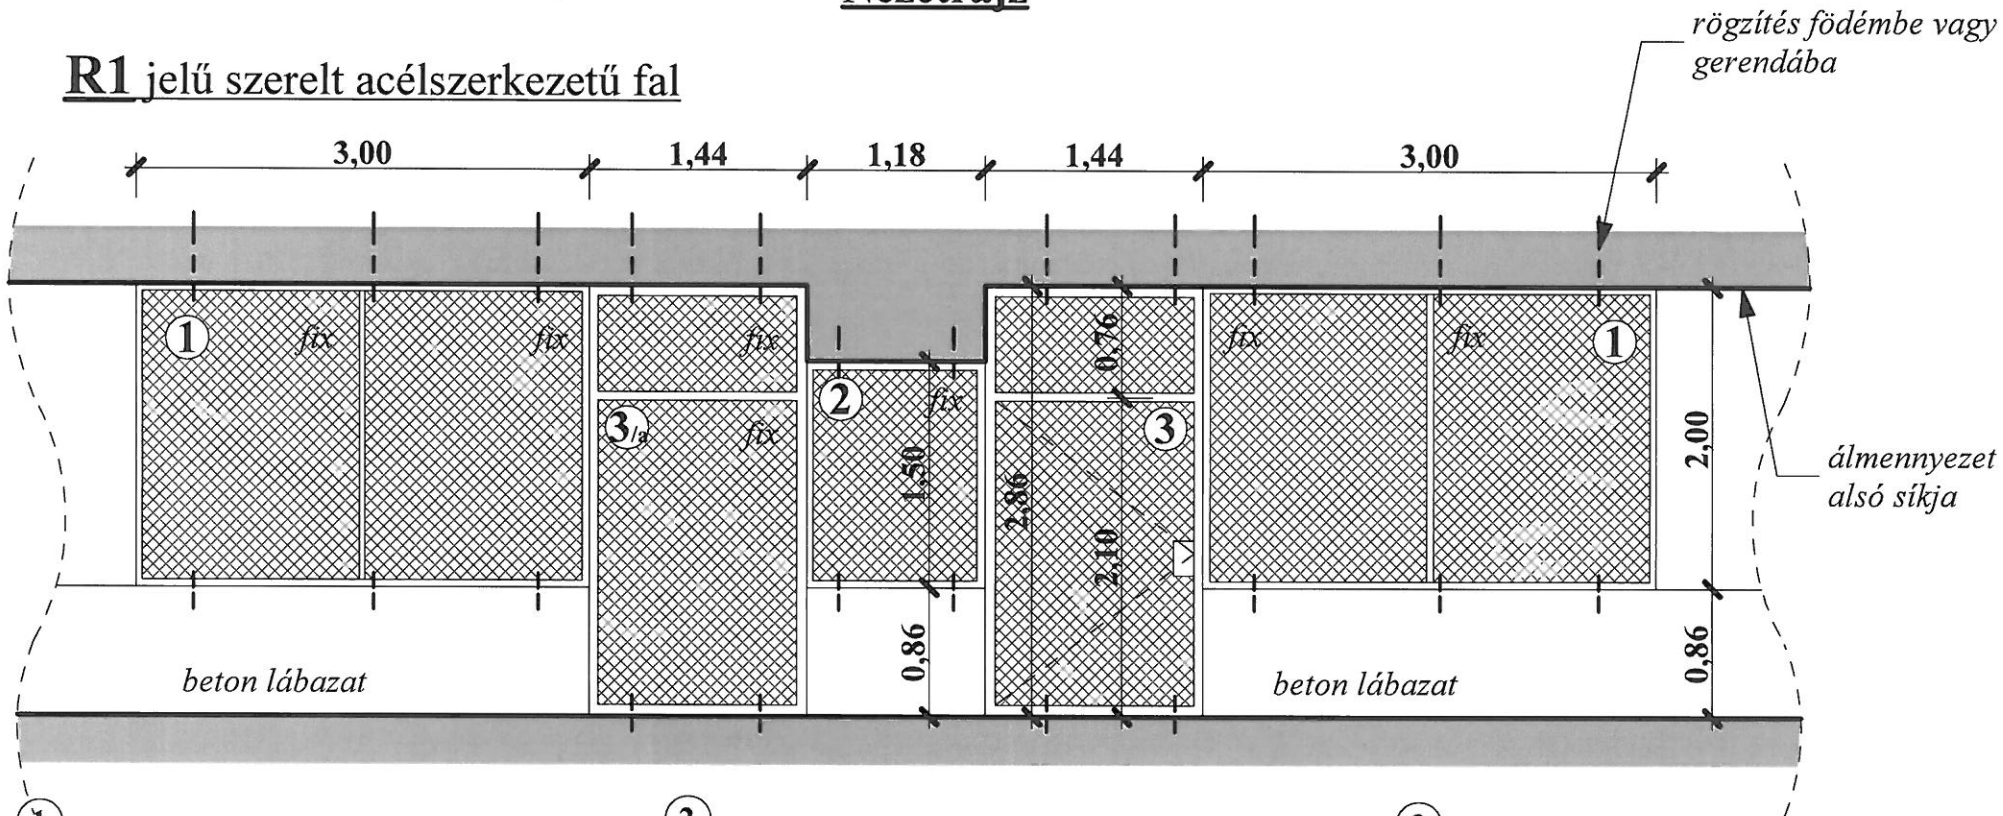 Nézetrajz
rögzítés födémbe vagy
gerendába
R1 jelű szerelt acélszerkezetű fal
3,00
1,44
1,18
1,44
3,00
1
fix
fix
fix
3/a
fix
2
fix
1,50
0,86
0,76
2,86
2,10
3
fix
fix
1
2,00
0,86
álmennyezet
alsó síkja
beton lábazat
beton lábazat
1